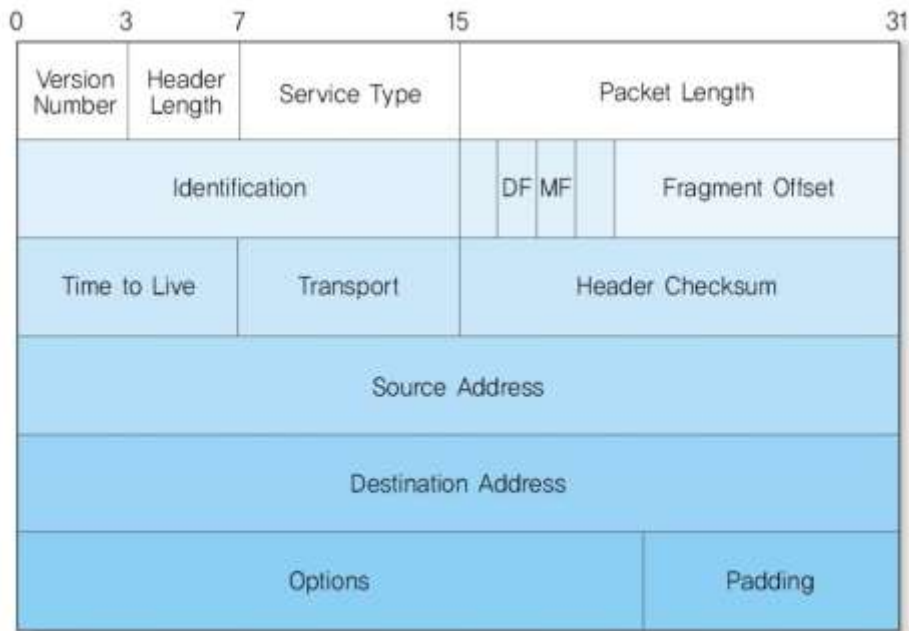 0 3 7 15 31
Version Number
Header Length
Service Type
Packet Length
Identification
DF
MF
Fragment Offset
Time to Live
Transport
Header Checksum
Source Address
Destination Address
Options
Padding